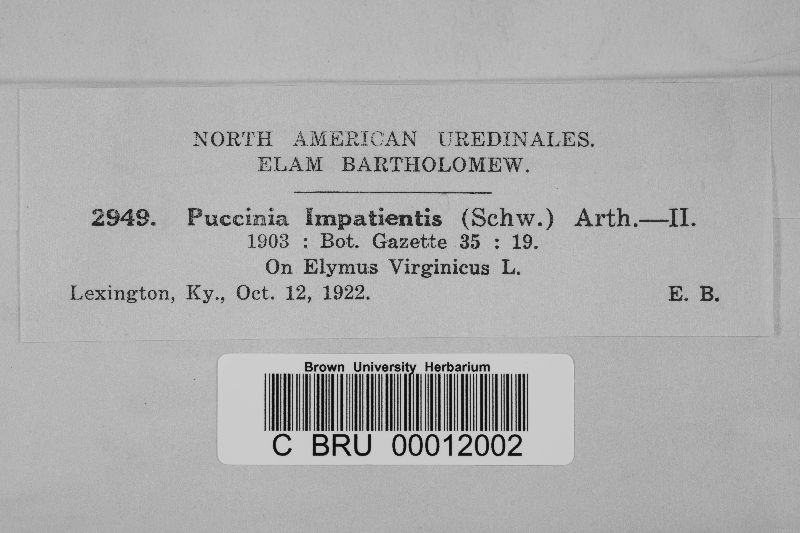 NORTH AMERICAN UREDINALES.
ELAM BARTHOLOMEW.
2949. Puccinia Impatientis (Schw.) Arth.—II.
1903 : Bot. Gazette 35 : 19.
On Elymus Virginicus L.
Lexington, Ky., Oct. 12, 1922. E. B.
Brown University Herbarium
C BRU 00012002